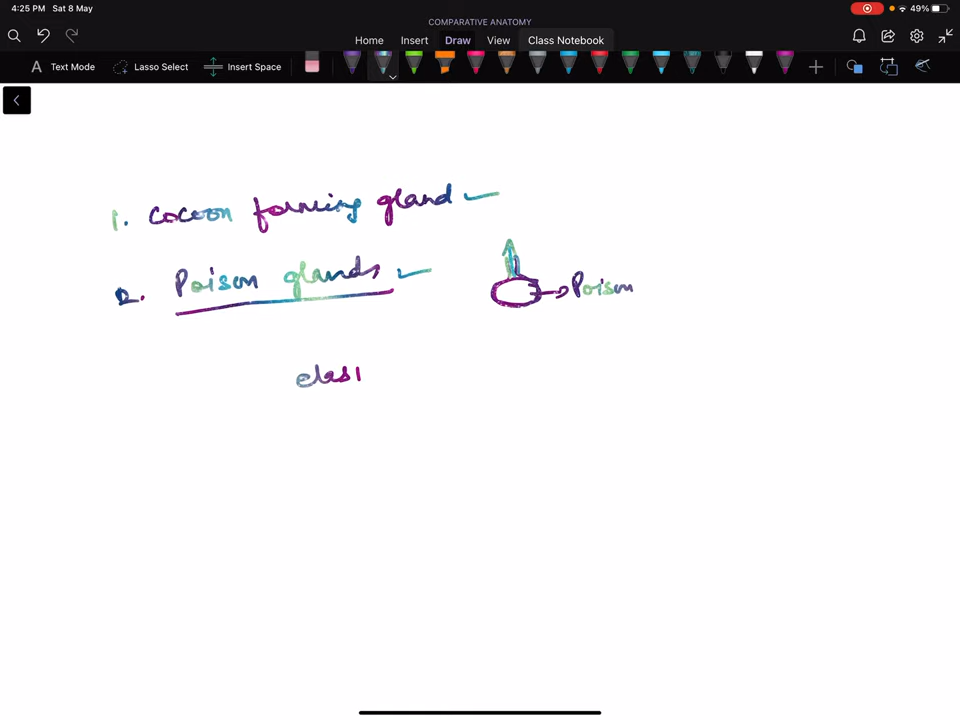 4:25 PM Sat 8 May
49%
COMPARATIVE ANATOMY
Home Insert Draw View Class Notebook
A Text Mode Lasso Select Insert Space
1. Cocoon forming gland
2. Poison glands
Poison
class